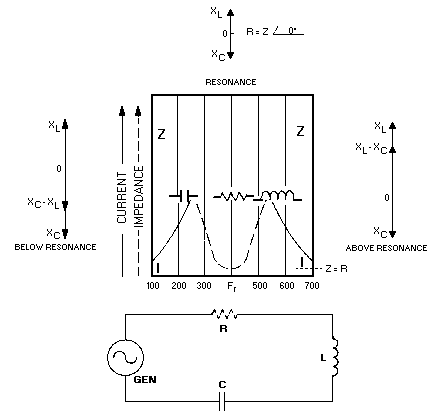 X_L
0
R = Z ∠ 0°
X_C
RESONANCE
X_L
0
X_C - X_L
X_C
BELOW RESONANCE
CURRENT
IMPEDANCE
Z
Z
I
I
Z = R
100 200 300 F_r 500 600 700
X_L
X_L - X_C
0
X_C
ABOVE RESONANCE
R
L
C
GEN